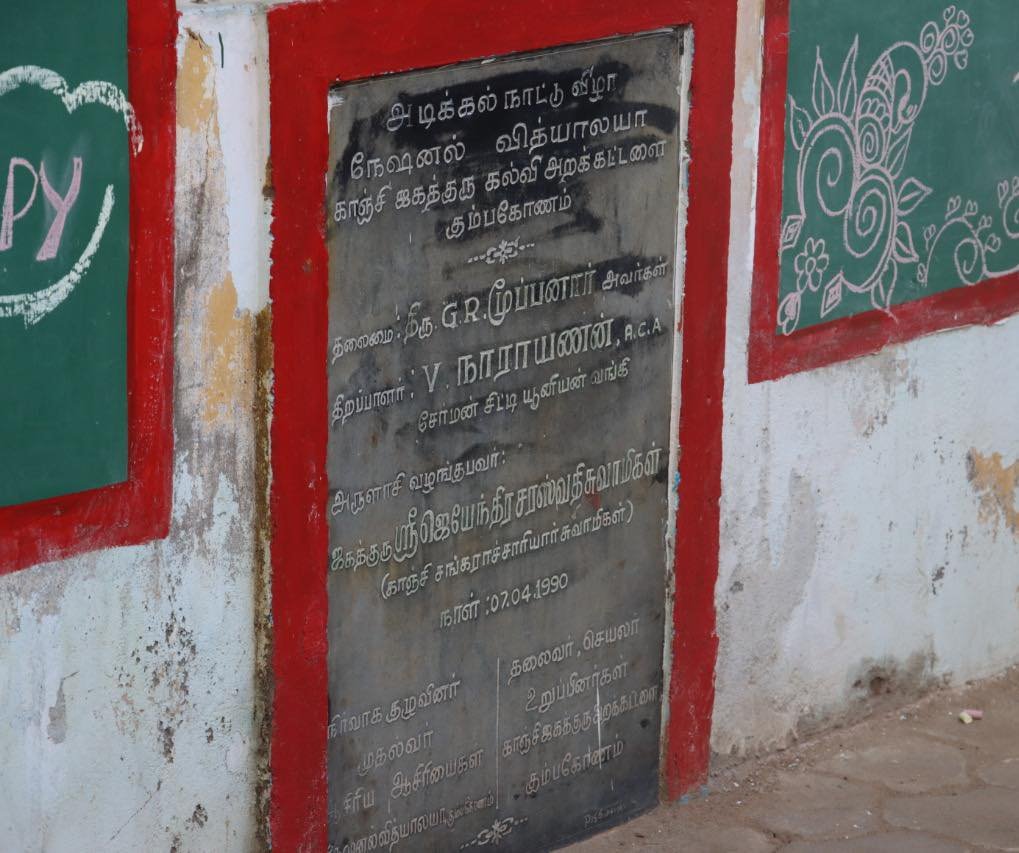 PY
அடிக்கல் நாட்டு விழா
நேஷனல் வித்யாலயா
காஞ்சி ஜகத்குரு கல்வி அறக்கட்டளை
கும்பகோணம்
தலைமை: திரு. G.R.மூப்பனார் அவர்கள்
திறப்பாளர்: V. நாராயணன், A.C.A
சேர்மன் சிட்டி யூனியன் வங்கி
அருளாசி வழங்குபவர்:
ஜகத்குரு ஸ்ரீஜெயேந்திர சரஸ்வதி சுவாமிகள்
(காஞ்சி சங்கராச்சாரியார் சுவாமிகள்)
நாள் :07.04.1990
நிர்வாக குழுவினர்
முதல்வர்
ஆசிரியைகள்
கும்பகோணம்
தலைவர், செயலர்
உறுப்பினர்கள்
காஞ்சிஜகத்குரு அறக்கட்டளை
கும்பகோணம்